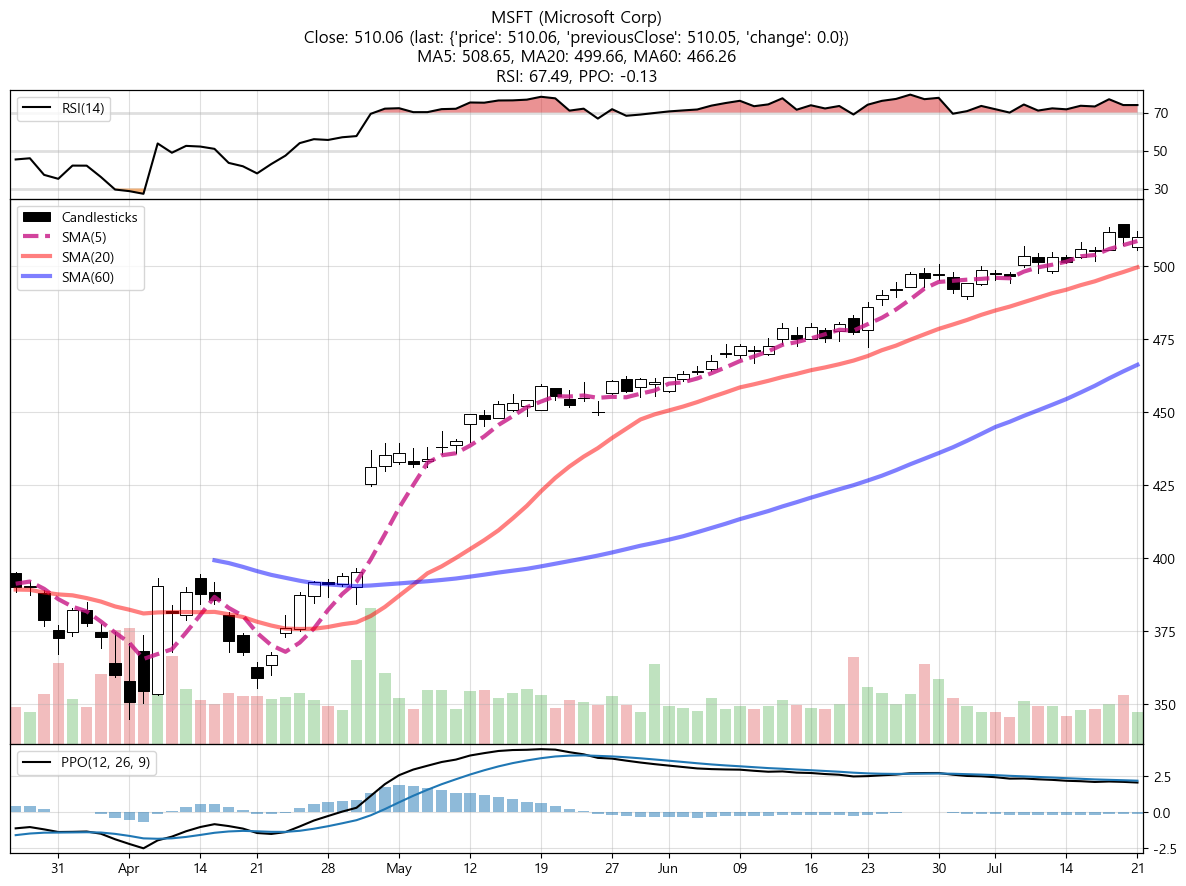 MSFT (Microsoft Corp)
Close: 510.06 (last: {'price': 510.06, 'previousClose': 510.05, 'change': 0.0})
MA5: 508.65, MA20: 499.66, MA60: 466.26
RSI: 67.49, PPO: -0.13
RSI(14)
70
50
30
Candlesticks
SMA(5)
SMA(20)
SMA(60)
500
475
450
425
400
375
350
PPO(12, 26, 9)
2.5
0.0
-2.5
31 Apr 14 21 28 May 12 19 27 Jun 09 16 23 30 Jul 14 21